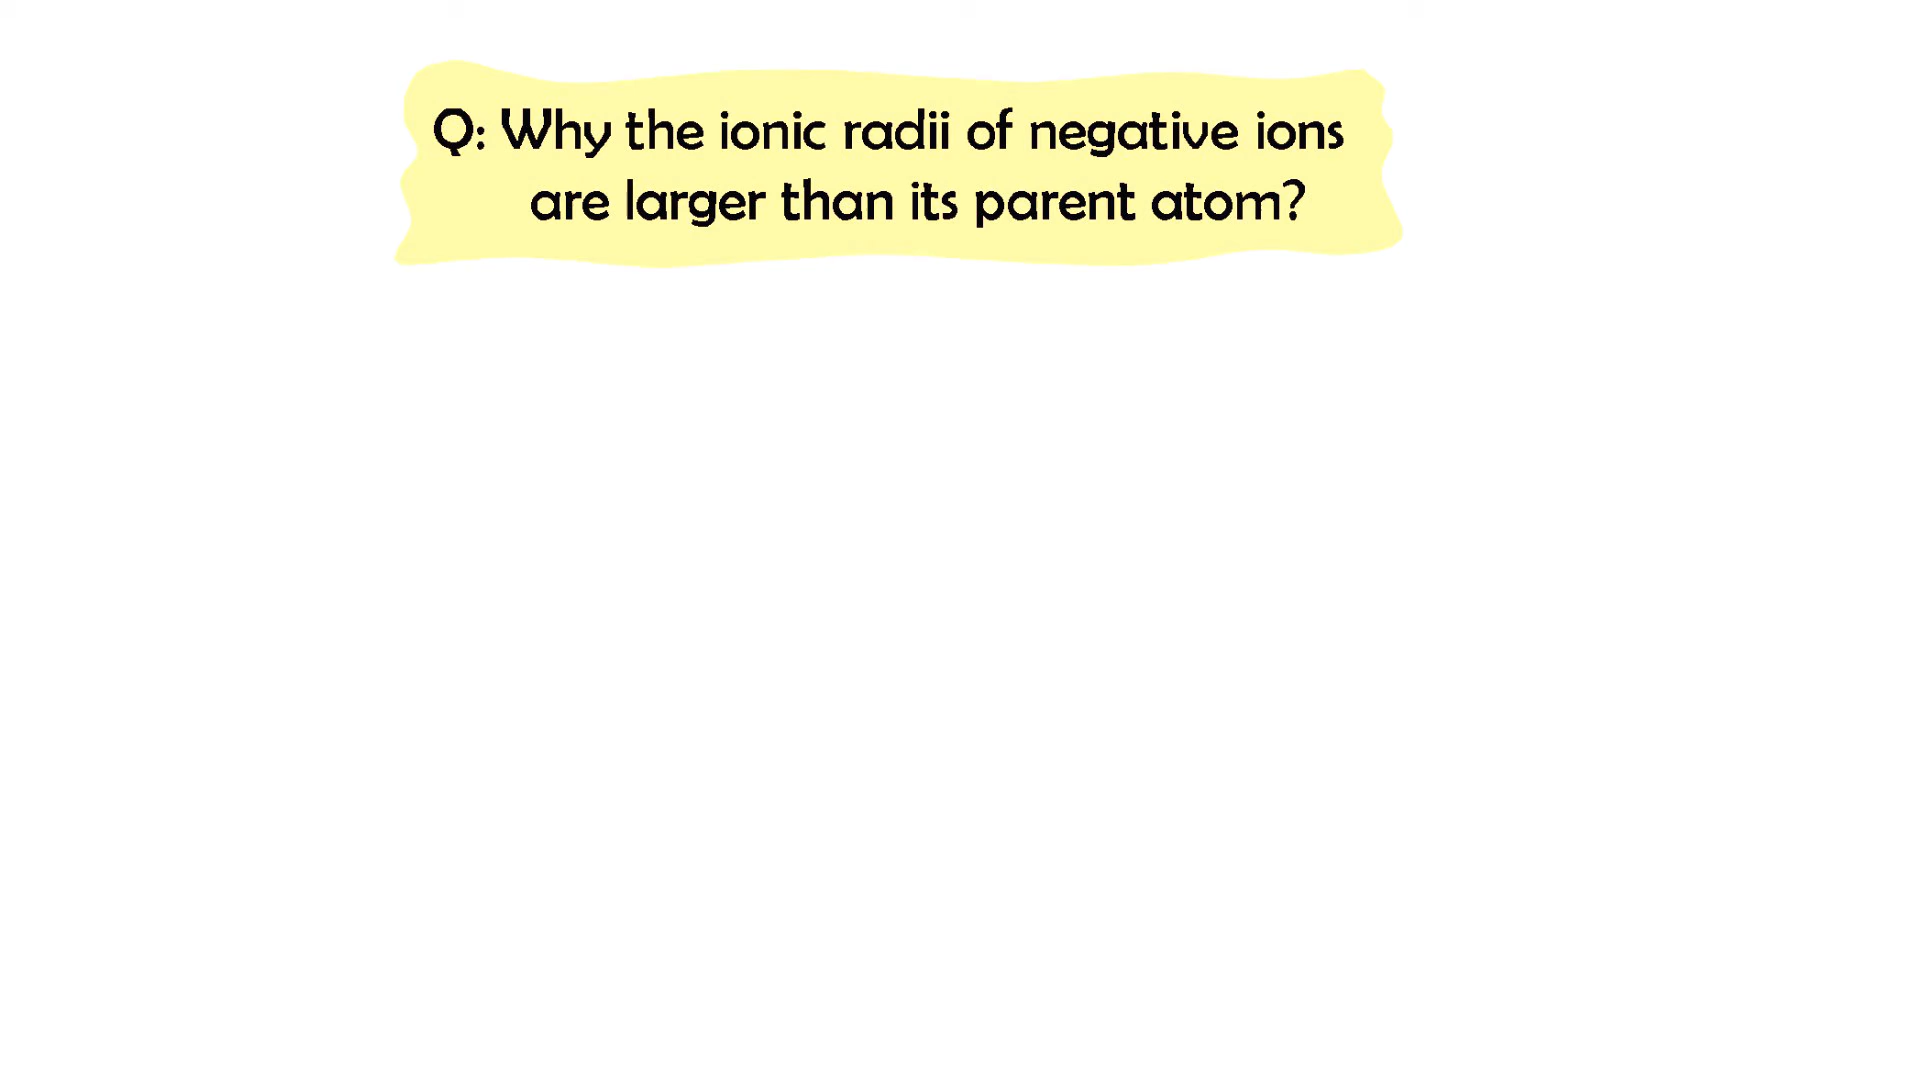 Q: Why the ionic radii of negative ions
are larger than its parent atom?